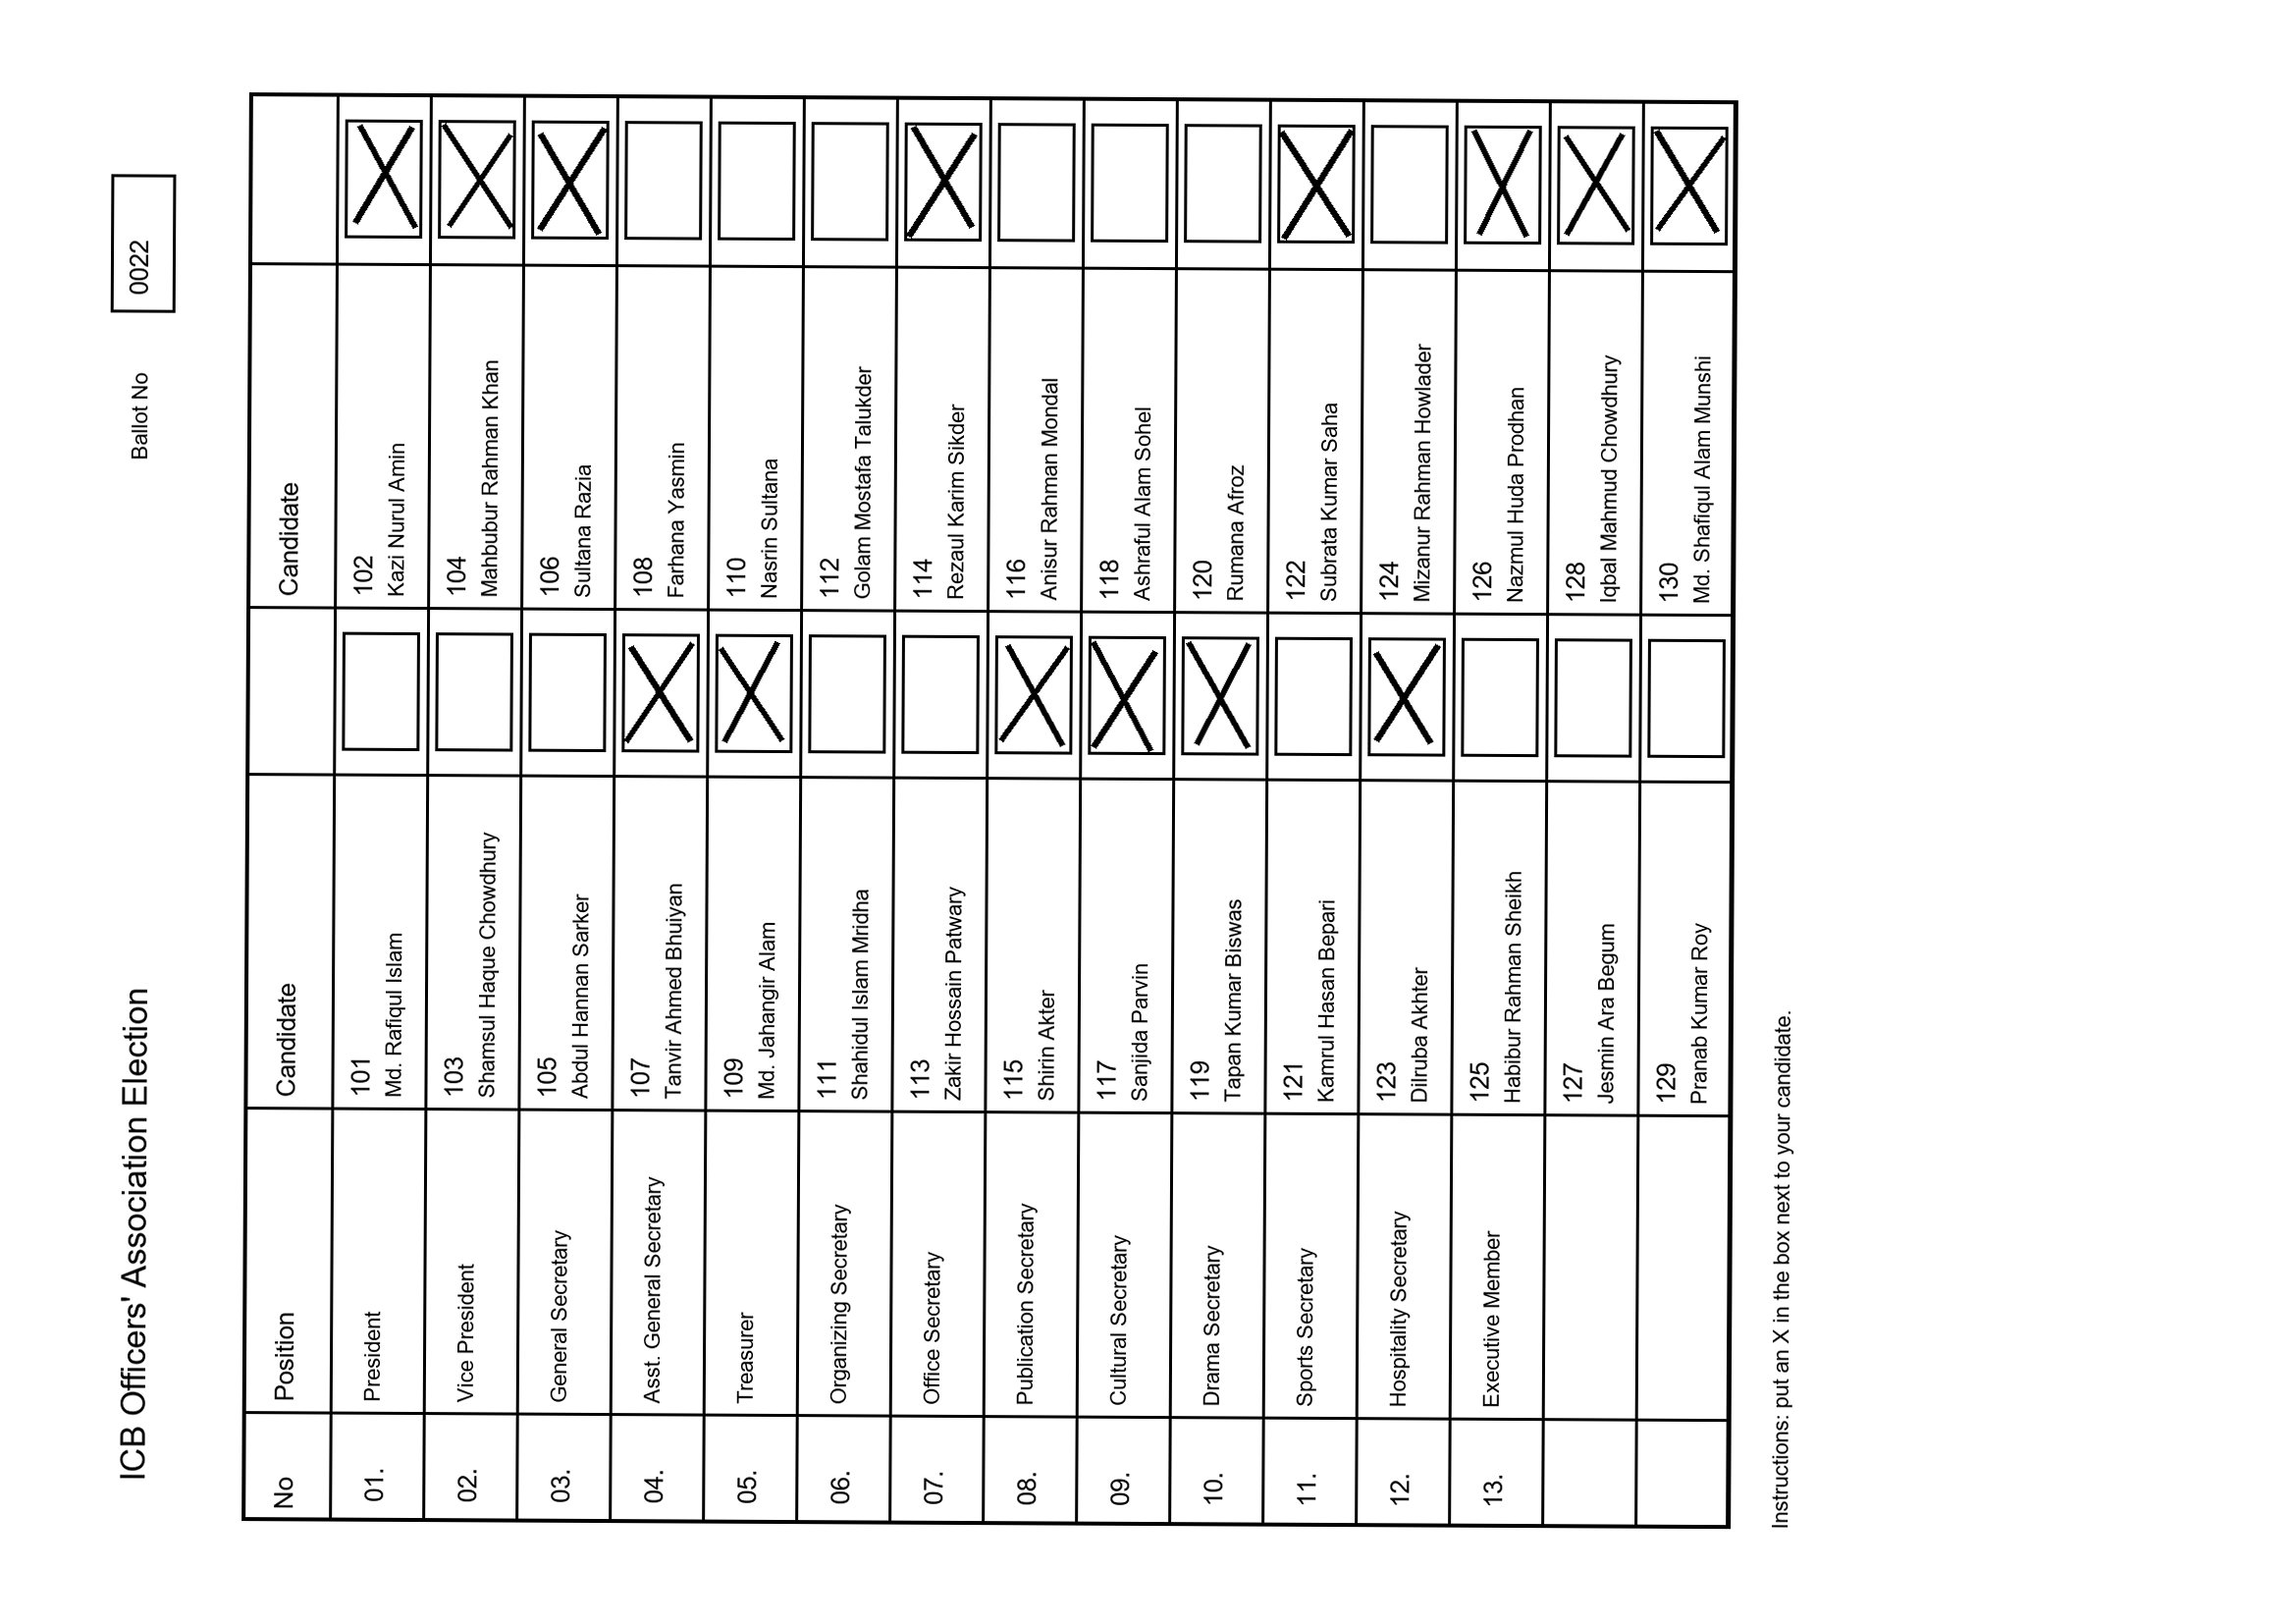 ICB Officers' Association Election
Ballot No 0022
No Position Candidate Candidate
01. President 101 Md. Rafiqul Islam 102 Kazi Nurul Amin
02. Vice President 103 Shamsul Haque Chowdhury 104 Mahbubur Rahman Khan
03. General Secretary 105 Abdul Hannan Sarker 106 Sultana Razia
04. Asst. General Secretary 107 Tanvir Ahmed Bhuiyan 108 Farhana Yasmin
05. Treasurer 109 Md. Jahangir Alam 110 Nasrin Sultana
06. Organizing Secretary 111 Shahidul Islam Mridha 112 Golam Mostafa Talukder
07. Office Secretary 113 Zakir Hossain Patwary 114 Rezaul Karim Sikder
08. Publication Secretary 115 Shirin Akter 116 Anisur Rahman Mondal
09. Cultural Secretary 117 Sanjida Parvin 118 Ashraful Alam Sohel
10. Drama Secretary 119 Tapan Kumar Biswas 120 Rumana Afroz
11. Sports Secretary 121 Kamrul Hasan Bepari 122 Subrata Kumar Saha
12. Hospitality Secretary 123 Dilruba Akhter 124 Mizanur Rahman Howlader
13. Executive Member 125 Habibur Rahman Sheikh 126 Nazmul Huda Prodhan
127 Jesmin Ara Begum 128 Iqbal Mahmud Chowdhury
129 Pranab Kumar Roy 130 Md. Shafiqul Alam Munshi
Instructions: put an X in the box next to your candidate.